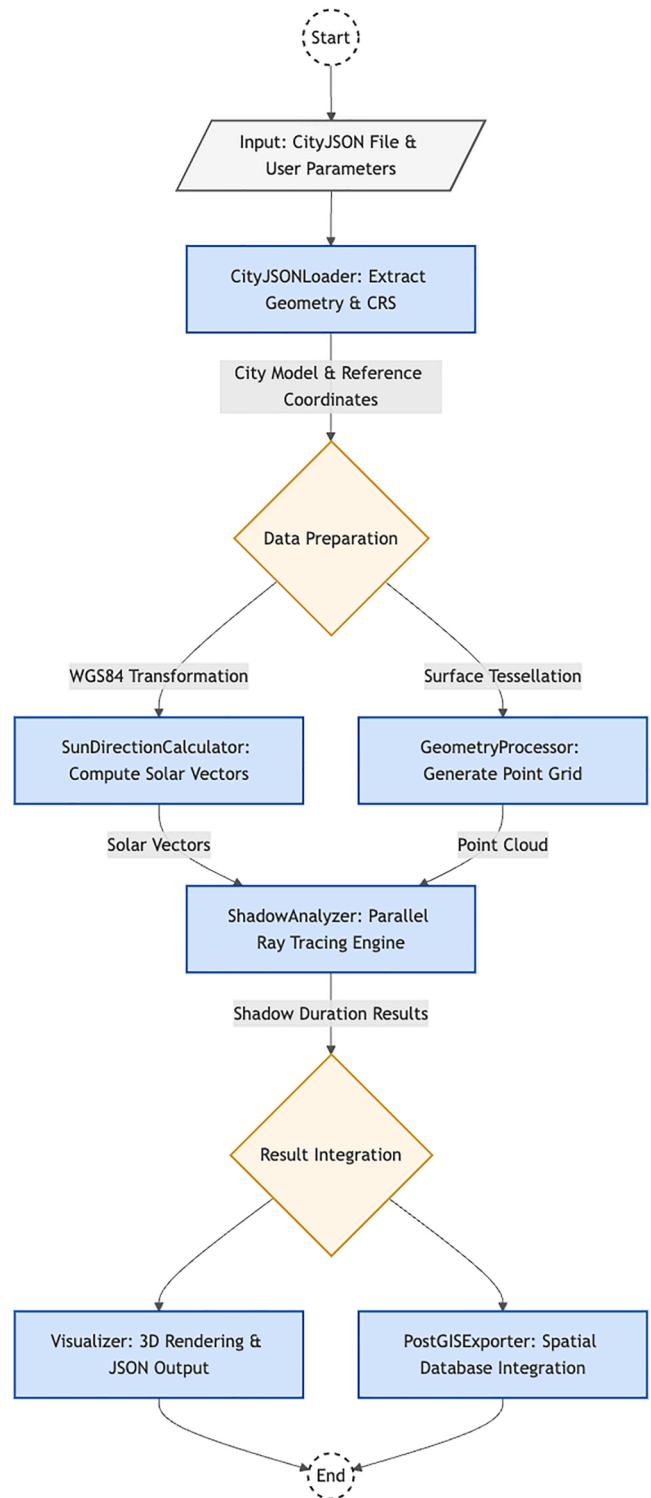 Start
Input: CityJSON File &
User Parameters
CityJSONLoader: Extract
Geometry & CRS
City Model & Reference
Coordinates
Data Preparation
WGS84 Transformation
Surface Tessellation
SunDirectionCalculator:
Compute Solar Vectors
GeometryProcessor:
Generate Point Grid
Solar Vectors
Point Cloud
ShadowAnalyzer: Parallel
Ray Tracing Engine
Shadow Duration Results
Result Integration
Visualizer: 3D Rendering &
JSON Output
PostGISExporter: Spatial
Database Integration
End